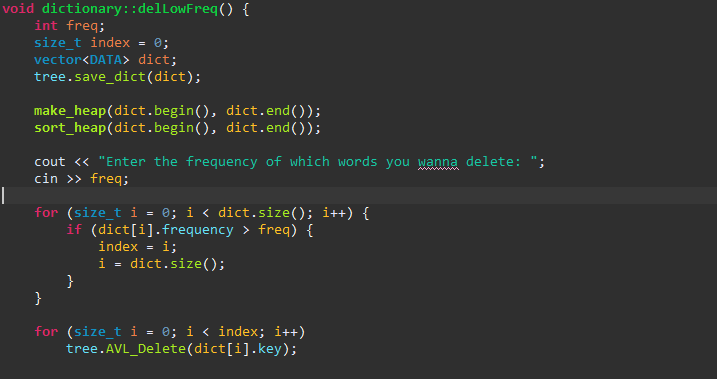 void dictionary::delLowFreq() {
    int freq;
    size_t index = 0;
    vector<DATA> dict;
    tree.save_dict(dict);

    make_heap(dict.begin(), dict.end());
    sort_heap(dict.begin(), dict.end());

    cout << "Enter the frequency of which words you wanna delete: ";
    cin >> freq;

    for (size_t i = 0; i < dict.size(); i++) {
        if (dict[i].frequency > freq) {
            index = i;
            i = dict.size();
        }
    }

    for (size_t i = 0; i < index; i++)
        tree.AVL_Delete(dict[i].key);